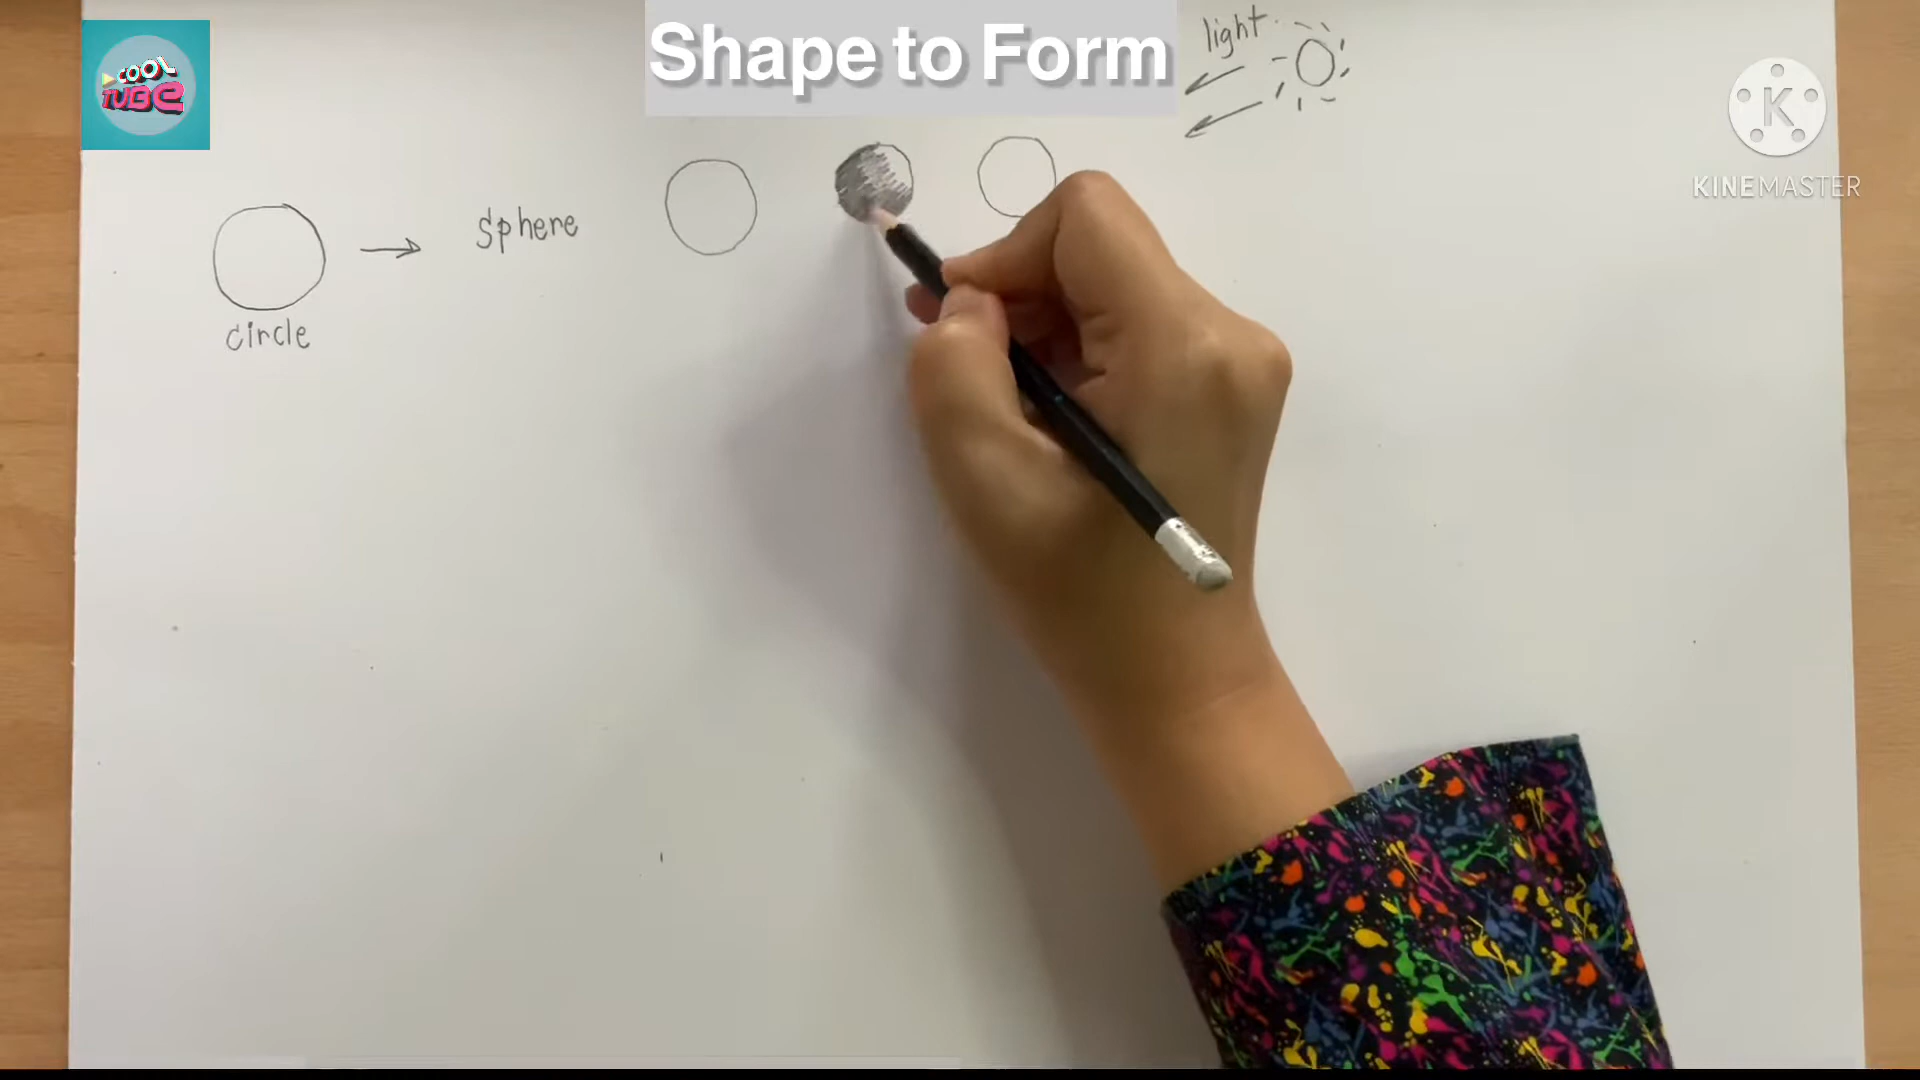 Shape to Form
light
COOL
TUBE
K
KINEMASTER
Sphere
circle